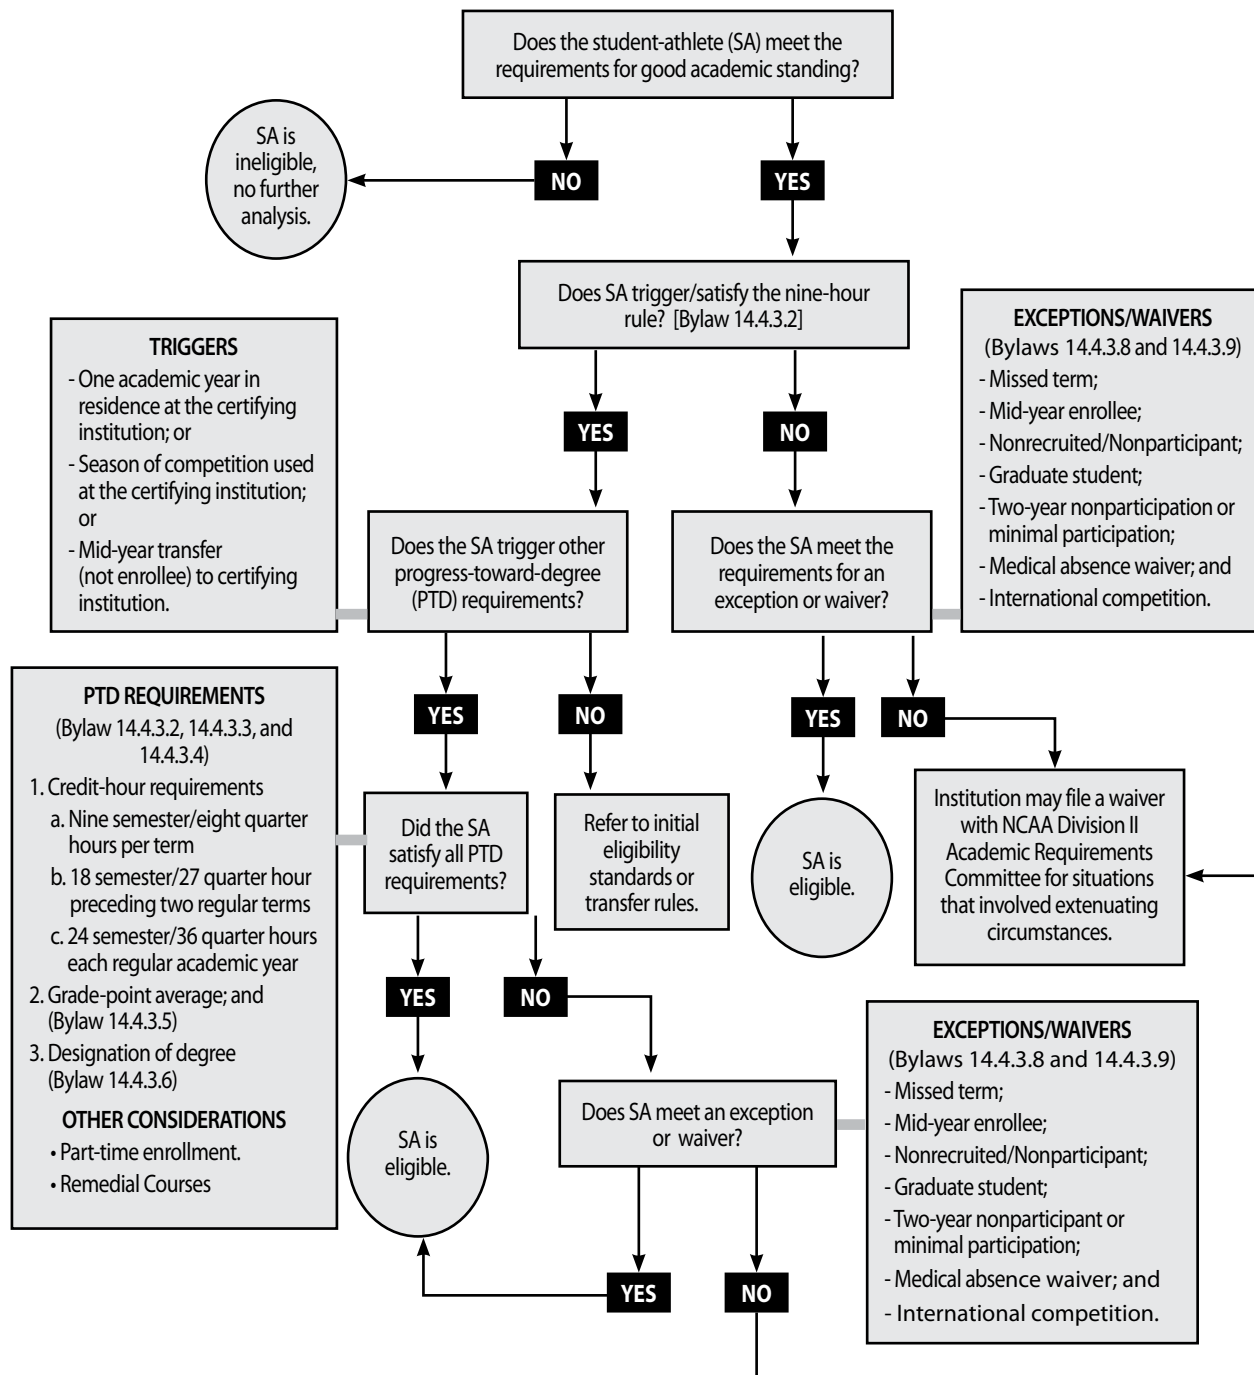 Does the student-athlete (SA) meet the
requirements for good academic standing?
SA is
ineligible,
no further
analysis.
NO
YES
Does SA trigger/satisfy the nine-hour
rule? [Bylaw 14.4.3.2]
TRIGGERS
- One academic year in
residence at the certifying
institution; or
- Season of competition used
at the certifying institution;
or
- Mid-year transfer
(not enrollee) to certifying
institution.
EXCEPTIONS/WAIVERS
(Bylaws 14.4.3.8 and 14.4.3.9)
- Missed term;
- Mid-year enrollee;
- Nonrecruited/Nonparticipant;
- Graduate student;
- Two-year nonparticipation or
minimal participation;
- Medical absence waiver; and
- International competition.
YES
NO
Does the SA trigger other
progress-toward-degree
(PTD) requirements?
Does the SA meet the
requirements for an
exception or waiver?
YES
NO
YES
NO
PTD REQUIREMENTS
(Bylaw 14.4.3.2, 14.4.3.3, and
14.4.3.4)
1. Credit-hour requirements
a. Nine semester/eight quarter
hours per term
b. 18 semester/27 quarter hour
preceding two regular terms
c. 24 semester/36 quarter hours
each regular academic year
2. Grade-point average; and
(Bylaw 14.4.3.5)
3. Designation of degree
(Bylaw 14.4.3.6)
OTHER CONSIDERATIONS
• Part-time enrollment.
• Remedial Courses
Did the SA
satisfy all PTD
requirements?
Refer to initial
eligibility
standards or
transfer rules.
SA is
eligible.
Institution may file a waiver
with NCAA Division II
Academic Requirements
Committee for situations
that involved extenuating
circumstances.
YES
NO
SA is
eligible.
Does SA meet an exception
or waiver?
EXCEPTIONS/WAIVERS
(Bylaws 14.4.3.8 and 14.4.3.9)
- Missed term;
- Mid-year enrollee;
- Nonrecruited/Nonparticipant;
- Graduate student;
- Two-year nonparticipant or
minimal participation;
- Medical absence waiver; and
- International competition.
YES
NO